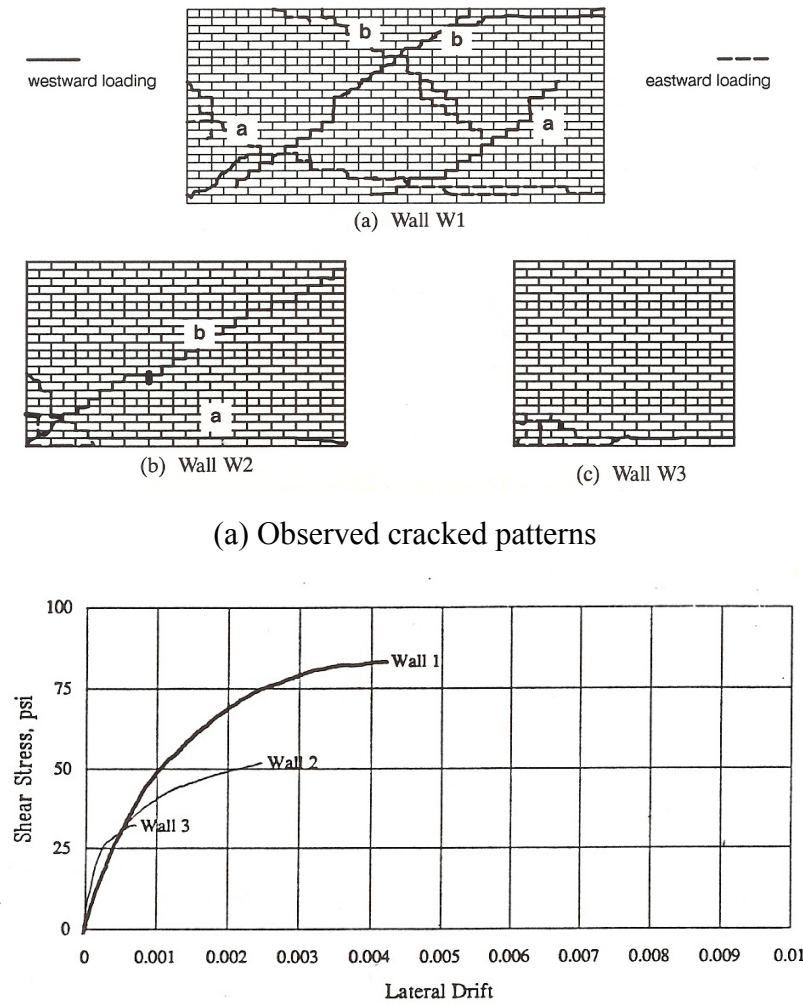 b
b
westward loading
eastward loading
a
a
(a) Wall W1
b
a
(b) Wall W2
(c) Wall W3
(a) Observed cracked patterns
100
75
50
25
0
Shear Stress, psi
Wall 1
Wall 2
Wall 3
0 0.001 0.002 0.003 0.004 0.005 0.006 0.007 0.008 0.009 0.01
Lateral Drift